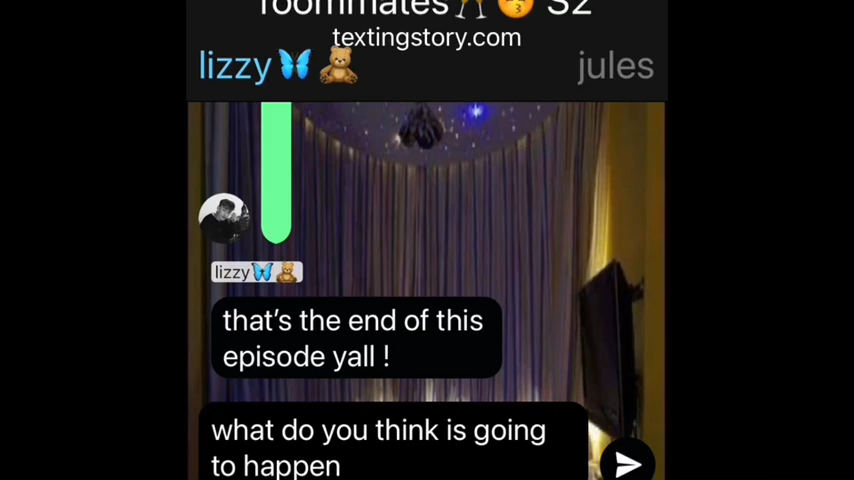 roommates🥂😚 S2
textingstory.com
lizzy🦋🧸 jules
lizzy🦋🧸
that's the end of this
episode yall !
what do you think is going
to happen